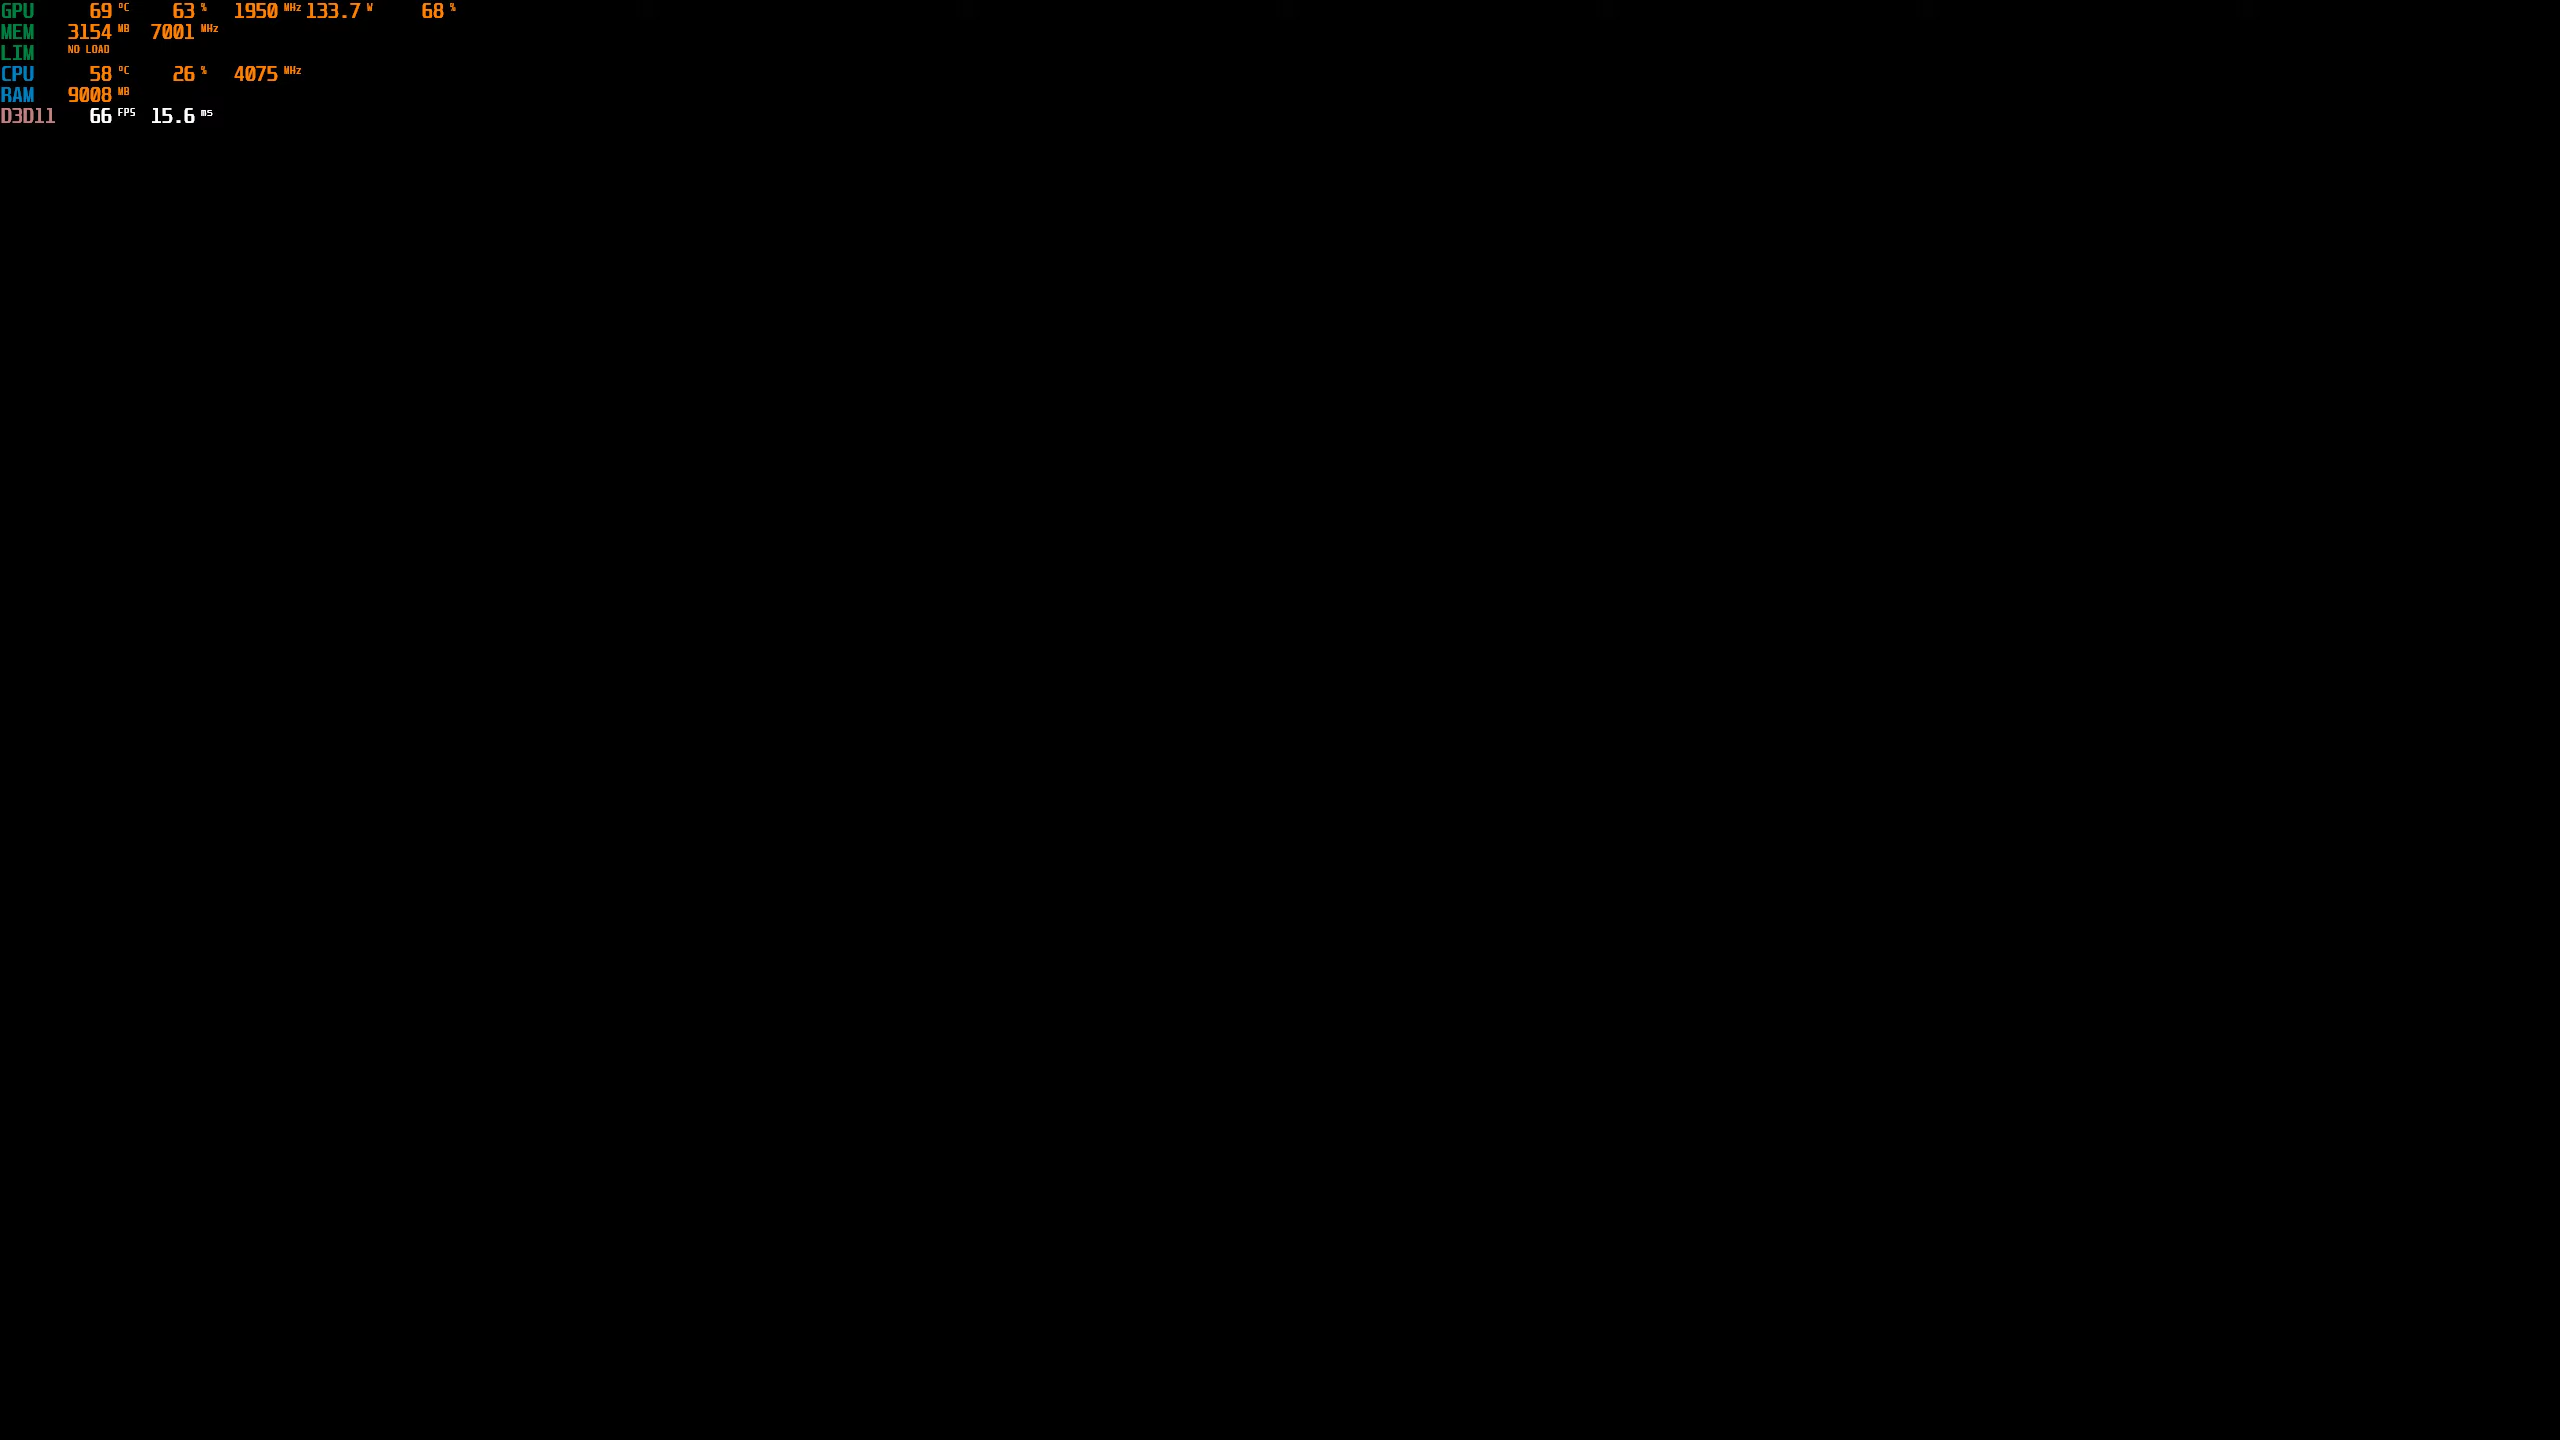 GPU 69 °C 63 % 1950 MHz 133.7 W 68 %
MEM 3154 MB 7001 MHz
LIM NO LOAD
CPU 58 °C 26 % 4075 MHz
RAM 9008 MB
D3D11 66 FPS 15.6 ms